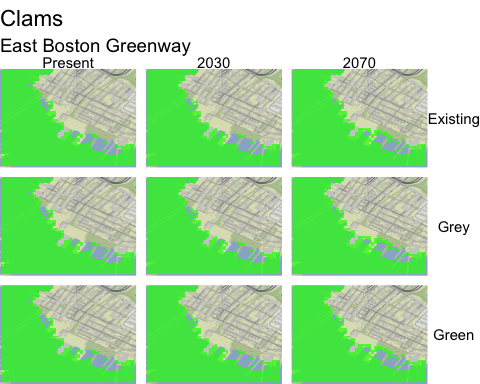 Clams
East Boston Greenway
Present 2030 2070
Existing
Grey
Green